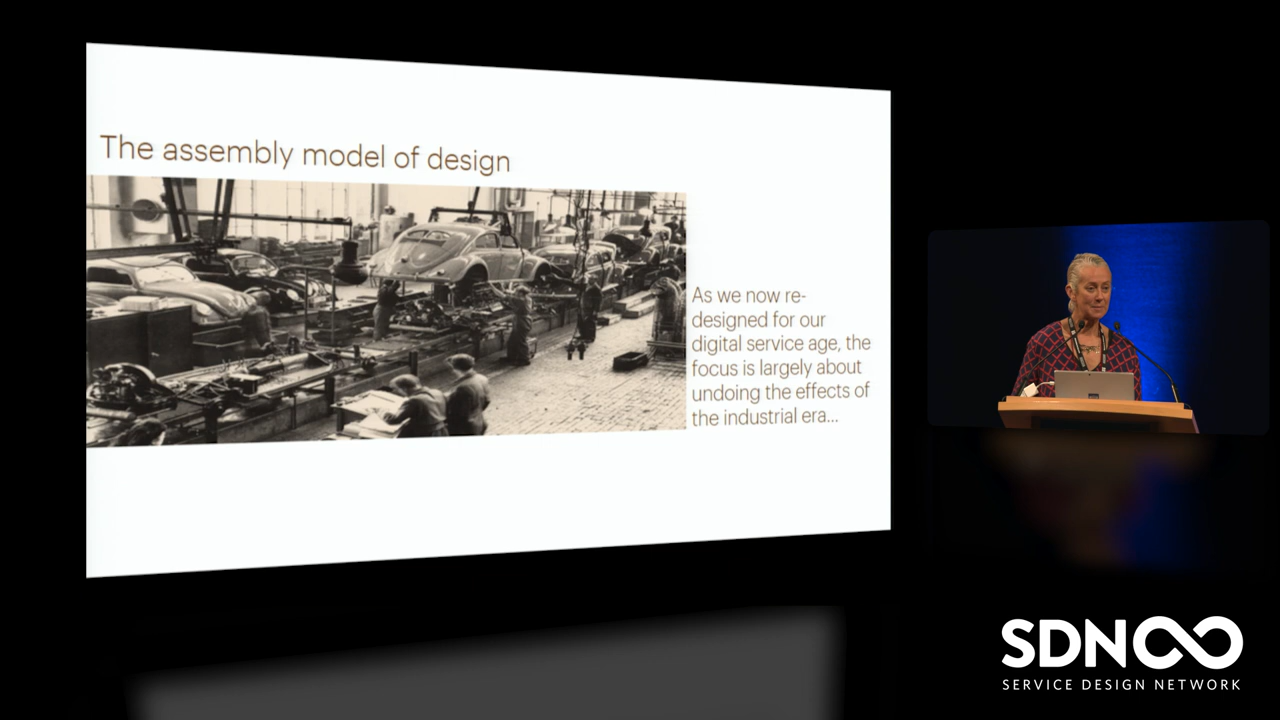 The assembly model of design
As we now re-
designed for our
digital service age, the
focus is largely about
undoing the effects of
the industrial era...
SDN
SERVICE DESIGN NETWORK